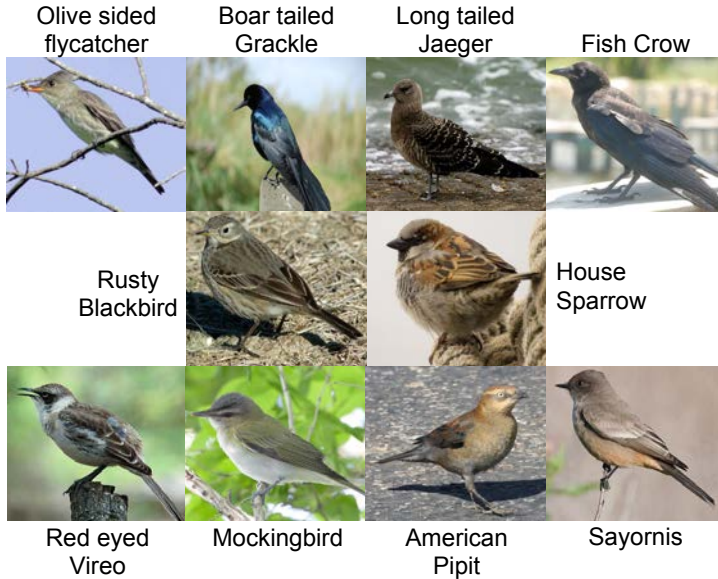 Olive sided
flycatcher
Boar tailed
Grackle
Long tailed
Jaeger
Fish Crow
Rusty
Blackbird
House
Sparrow
Red eyed
Vireo
Mockingbird
American
Pipit
Sayornis